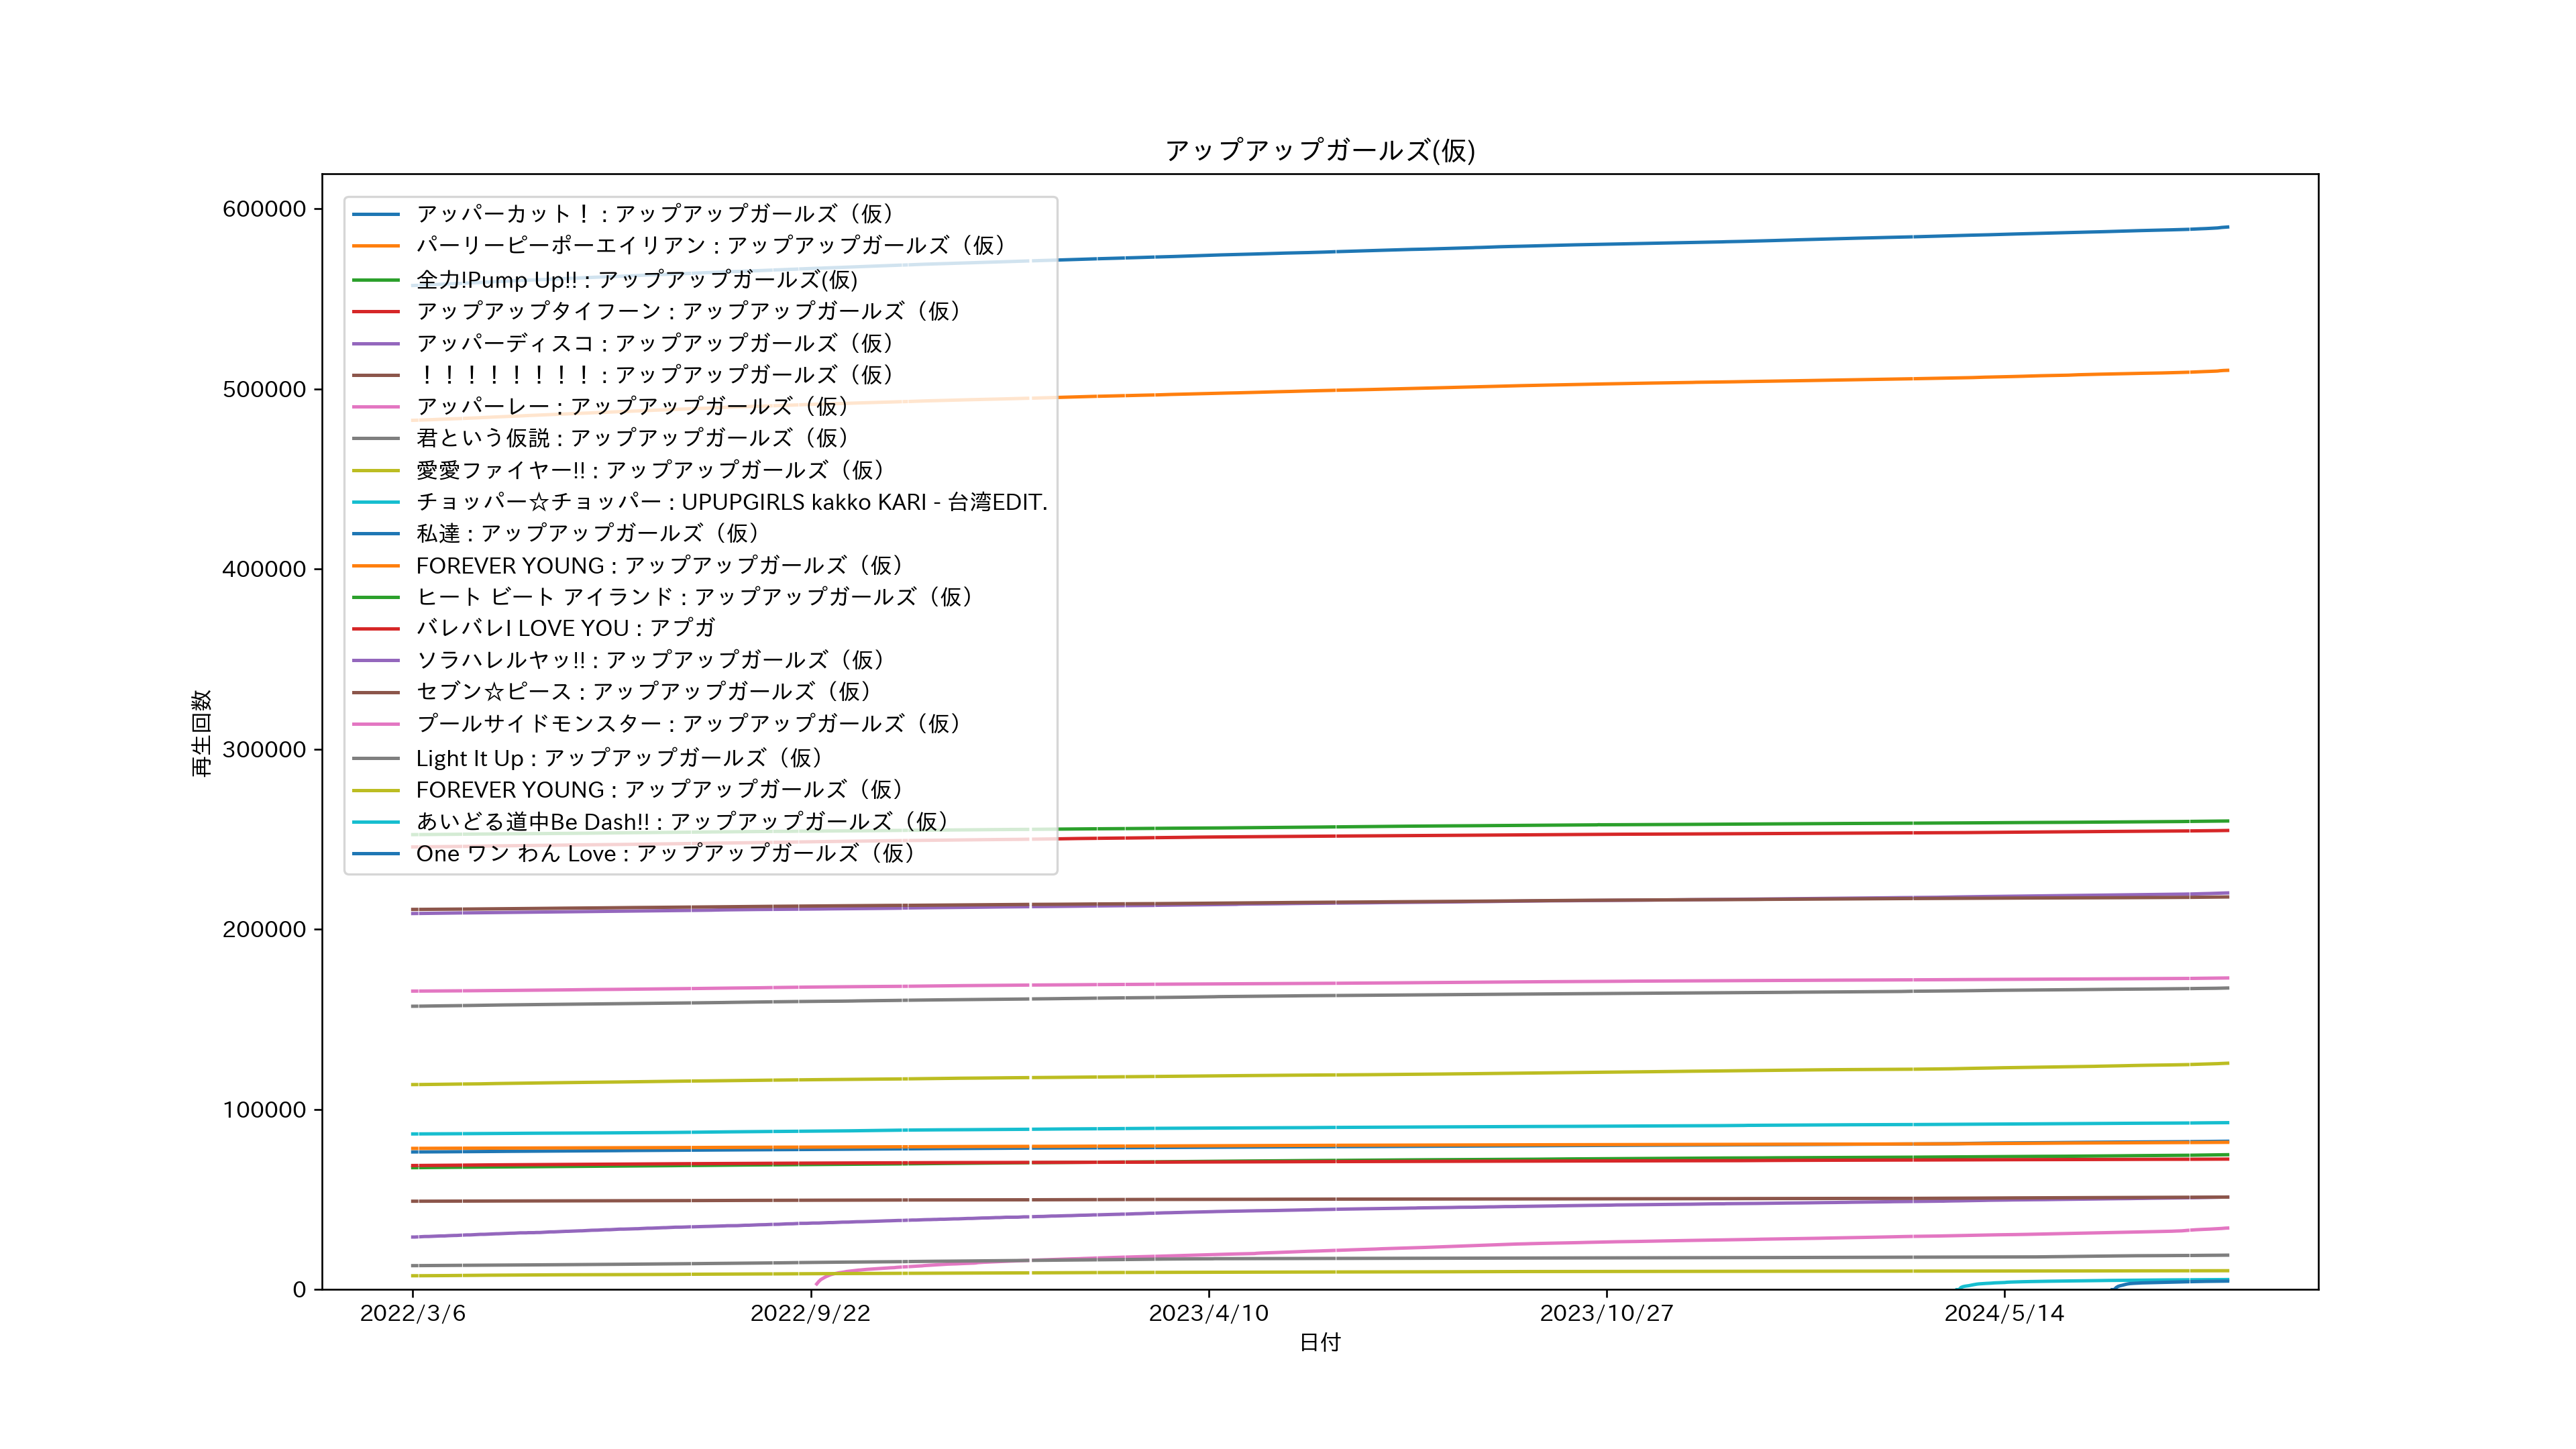 アップアップガールズ(仮)
600000
500000
400000
300000
200000
100000
0
再生回数
アッパーカット！ : アップアップガールズ（仮）
パーリーピーポーエイリアン : アップアップガールズ（仮）
全力!Pump Up!! : アップアップガールズ(仮)
アップアップタイフーン : アップアップガールズ（仮）
アッパーディスコ : アップアップガールズ（仮）
！！！！！！！！ : アップアップガールズ（仮）
アッパーレー : アップアップガールズ（仮）
君という仮説 : アップアップガールズ（仮）
愛愛ファイヤー!! : アップアップガールズ（仮）
チョッパー☆チョッパー : UPUPGIRLS kakko KARI - 台湾EDIT.
私達 : アップアップガールズ（仮）
FOREVER YOUNG : アップアップガールズ（仮）
ヒート ビート アイランド : アップアップガールズ（仮）
バレバレI LOVE YOU : アプガ
ソラハレルヤッ!! : アップアップガールズ（仮）
セブン☆ピース : アップアップガールズ（仮）
プールサイドモンスター : アップアップガールズ（仮）
Light It Up : アップアップガールズ（仮）
FOREVER YOUNG : アップアップガールズ（仮）
あいどる道中Be Dash!! : アップアップガールズ（仮）
One ワン わん Love : アップアップガールズ（仮）
2022/3/6
2022/9/22
2023/4/10
2023/10/27
2024/5/14
日付